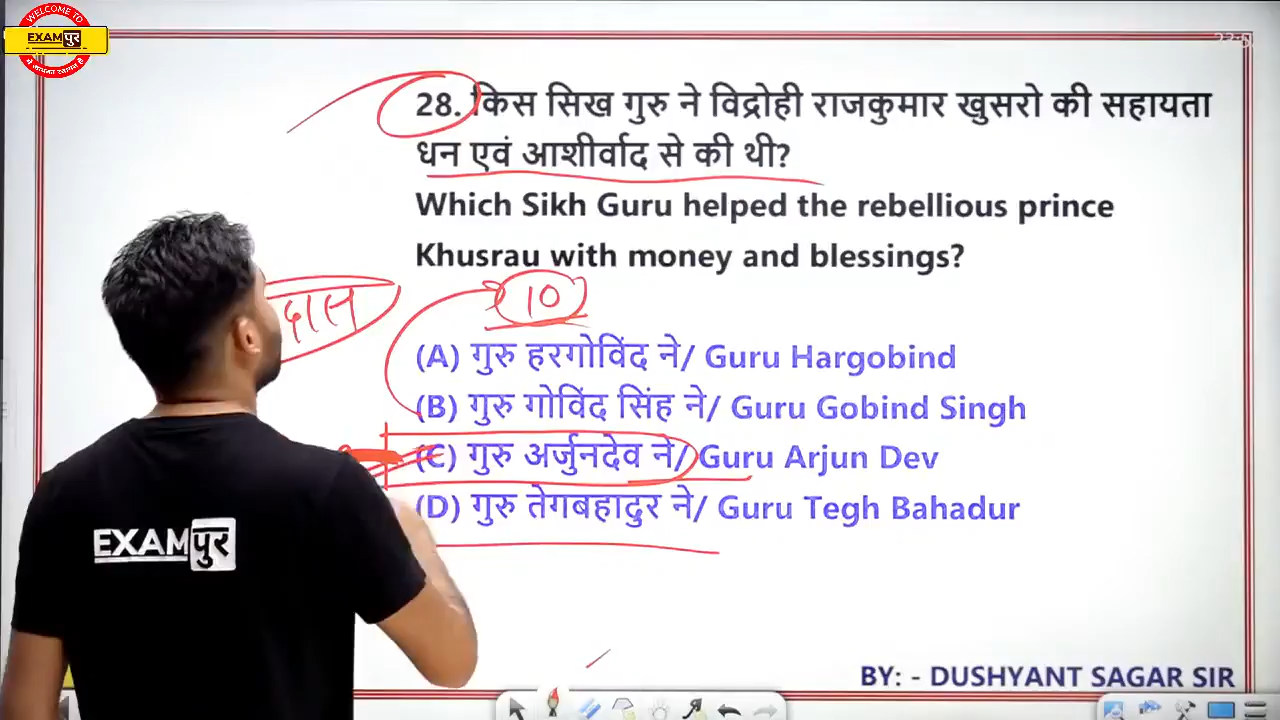 WELCOME TO
EXAMपुर
28. किस सिख गुरु ने विद्रोही राजकुमार खुसरो की सहायता
धन एवं आशीर्वाद से की थी?
Which Sikh Guru helped the rebellious prince
Khusrau with money and blessings?
10
दास
(A) गुरु हरगोविंद ने/ Guru Hargobind
(B) गुरु गोविंद सिंह ने/ Guru Gobind Singh
(C) गुरु अर्जुनदेव ने/ Guru Arjun Dev
(D) गुरु तेगबहादुर ने/ Guru Tegh Bahadur
EXAMपुर
BY: - DUSHYANT SAGAR SIR